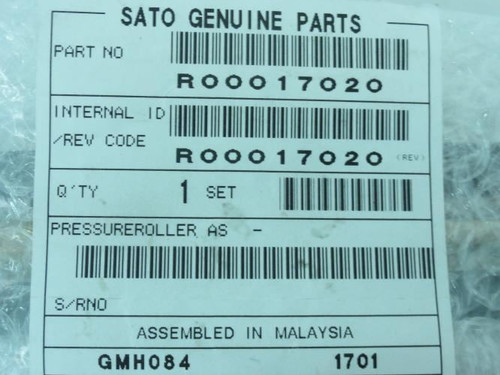 SATO GENUINE PARTS
PART NO
R00017020
INTERNAL ID
/REV CODE
R00017020 (REV)
Q'TY 1 SET
PRESSUREROLLER AS -
S/RNO
ASSEMBLED IN MALAYSIA
GMH084 1701